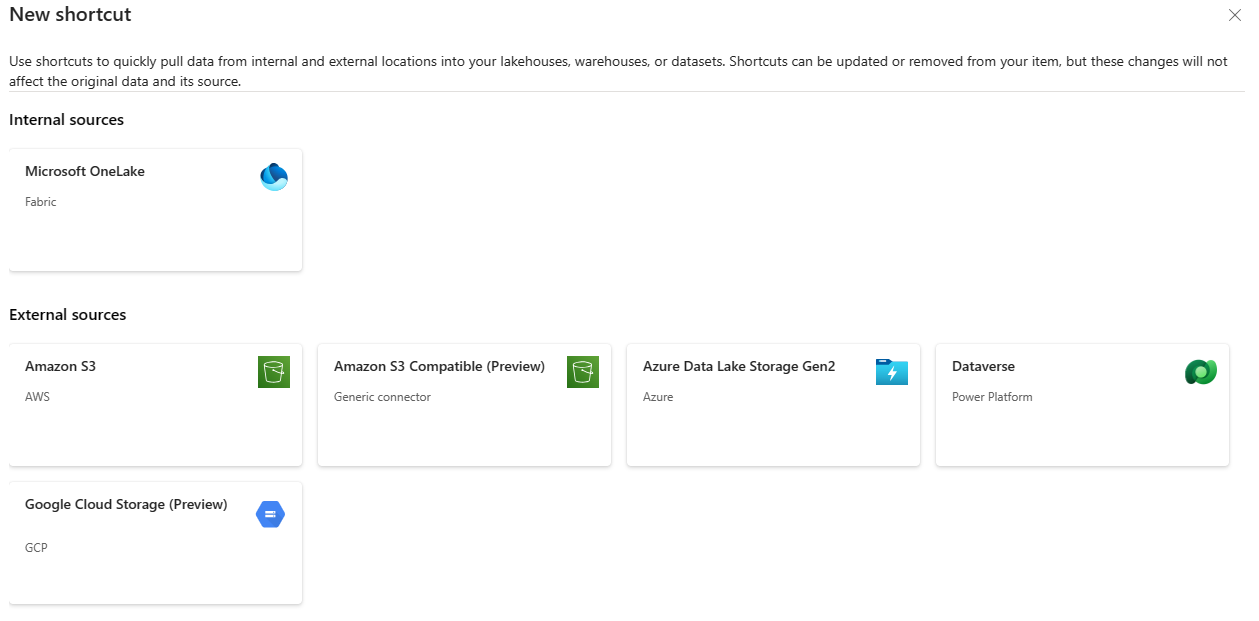 New shortcut
Use shortcuts to quickly pull data from internal and external locations into your lakehouses, warehouses, or datasets. Shortcuts can be updated or removed from your item, but these changes will not
affect the original data and its source.
Internal sources
Microsoft OneLake
Fabric
External sources
Amazon S3
AWS
Amazon S3 Compatible (Preview)
Generic connector
Azure Data Lake Storage Gen2
Azure
Dataverse
Power Platform
Google Cloud Storage (Preview)
GCP